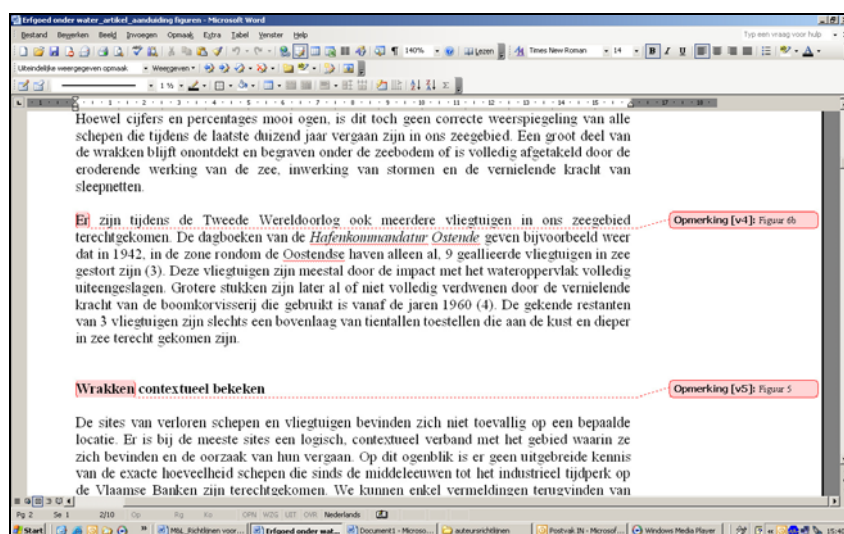 Erfgoed onder water_artikel_aanduiding figuren - Microsoft Word
Bestand Bewerken Beeld Invoegen Opmaak Extra Tabel Venster Help Typ een vraag voor hulp
140% Lezen Times New Roman 14 B I U
Uiteindelijke weergegeven opmaak Weergeven
1 ½
Hoewel cijfers en percentages mooi ogen, is dit toch geen correcte weerspiegeling van alle
schepen die tijdens de laatste duizend jaar vergaan zijn in ons zeegebied. Een groot deel van
de wrakken blijft onontdekt en begraven onder de zeebodem of is volledig afgetakeld door de
eroderende werking van de zee, inwerking van stormen en de vernielende kracht van
sleepnetten.
Er zijn tijdens de Tweede Wereldoorlog ook meerdere vliegtuigen in ons zeegebied
Opmerking [v4]: Figuur 6b
terechtgekomen. De dagboeken van de Hafenkommandatur Ostende geven bijvoorbeeld weer
dat in 1942, in de zone rondom de Oostendse haven alleen al, 9 geallieerde vliegtuigen in zee
gestort zijn (3). Deze vliegtuigen zijn meestal door de impact met het wateroppervlak volledig
uiteengeslagen. Grotere stukken zijn later al of niet volledig verdwenen door de vernielende
kracht van de boomkorvisserij die gebruikt is vanaf de jaren 1960 (4). De gekende restanten
van 3 vliegtuigen zijn slechts een bovenlaag van tientallen toestellen die aan de kust en dieper
in zee terecht gekomen zijn.
Wrakken contextueel bekeken
Opmerking [v5]: Figuur 5
De sites van verloren schepen en vliegtuigen bevinden zich niet toevallig op een bepaalde
locatie. Er is bij de meeste sites een logisch, contextueel verband met het gebied waarin ze
zich bevinden en de oorzaak van hun vergaan. Op dit ogenblik is er geen uitgebreide kennis
van de exacte hoeveelheid schepen die sinds de middeleeuwen tot het industrieel tijdperk op
de Vlaamse Banken zijn terechtgekomen. We kunnen enkel vermeldingen terugvinden van
Pg 2 Se 1 2/10 Op Rg Ko OPN WZG UIT OVR Nederlands
Start M&L_Richtlijnen voor... Erfgoed onder wat... Document1 - Microso... auteursrichtlijnen Postvak IN - Microsof... Windows Media Player 15:40